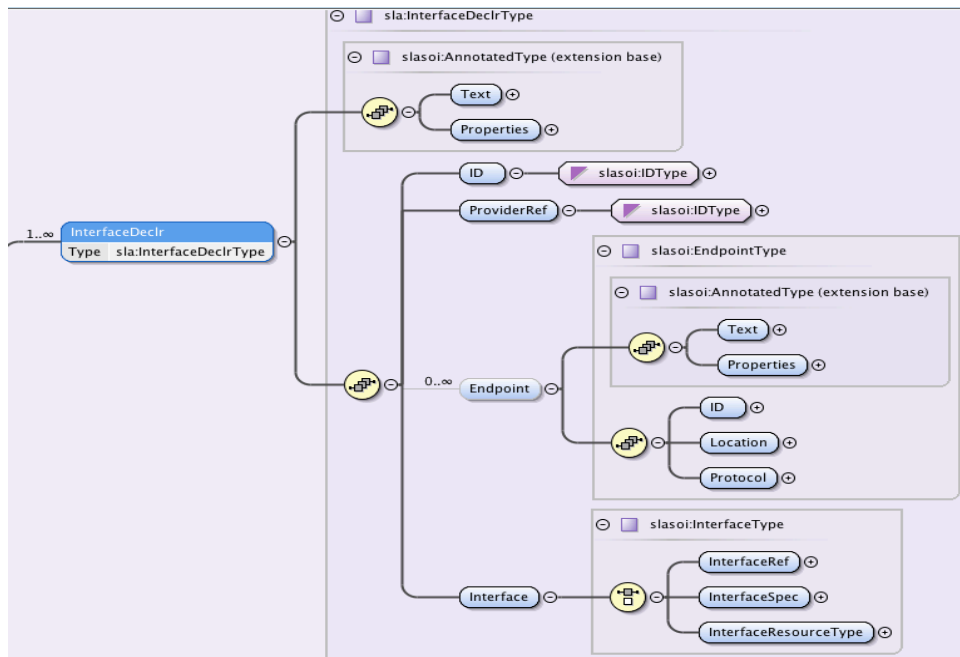 sla:InterfaceDeclrType
slasoi:AnnotatedType (extension base)
Text
Properties
ID
slasoi:IDType
ProviderRef
slasoi:IDType
1..∞
InterfaceDeclr
Type sla:InterfaceDeclrType
slasoi:EndpointType
slasoi:AnnotatedType (extension base)
Text
Properties
0..∞
Endpoint
ID
Location
Protocol
slasoi:InterfaceType
InterfaceRef
Interface
InterfaceSpec
InterfaceResourceType